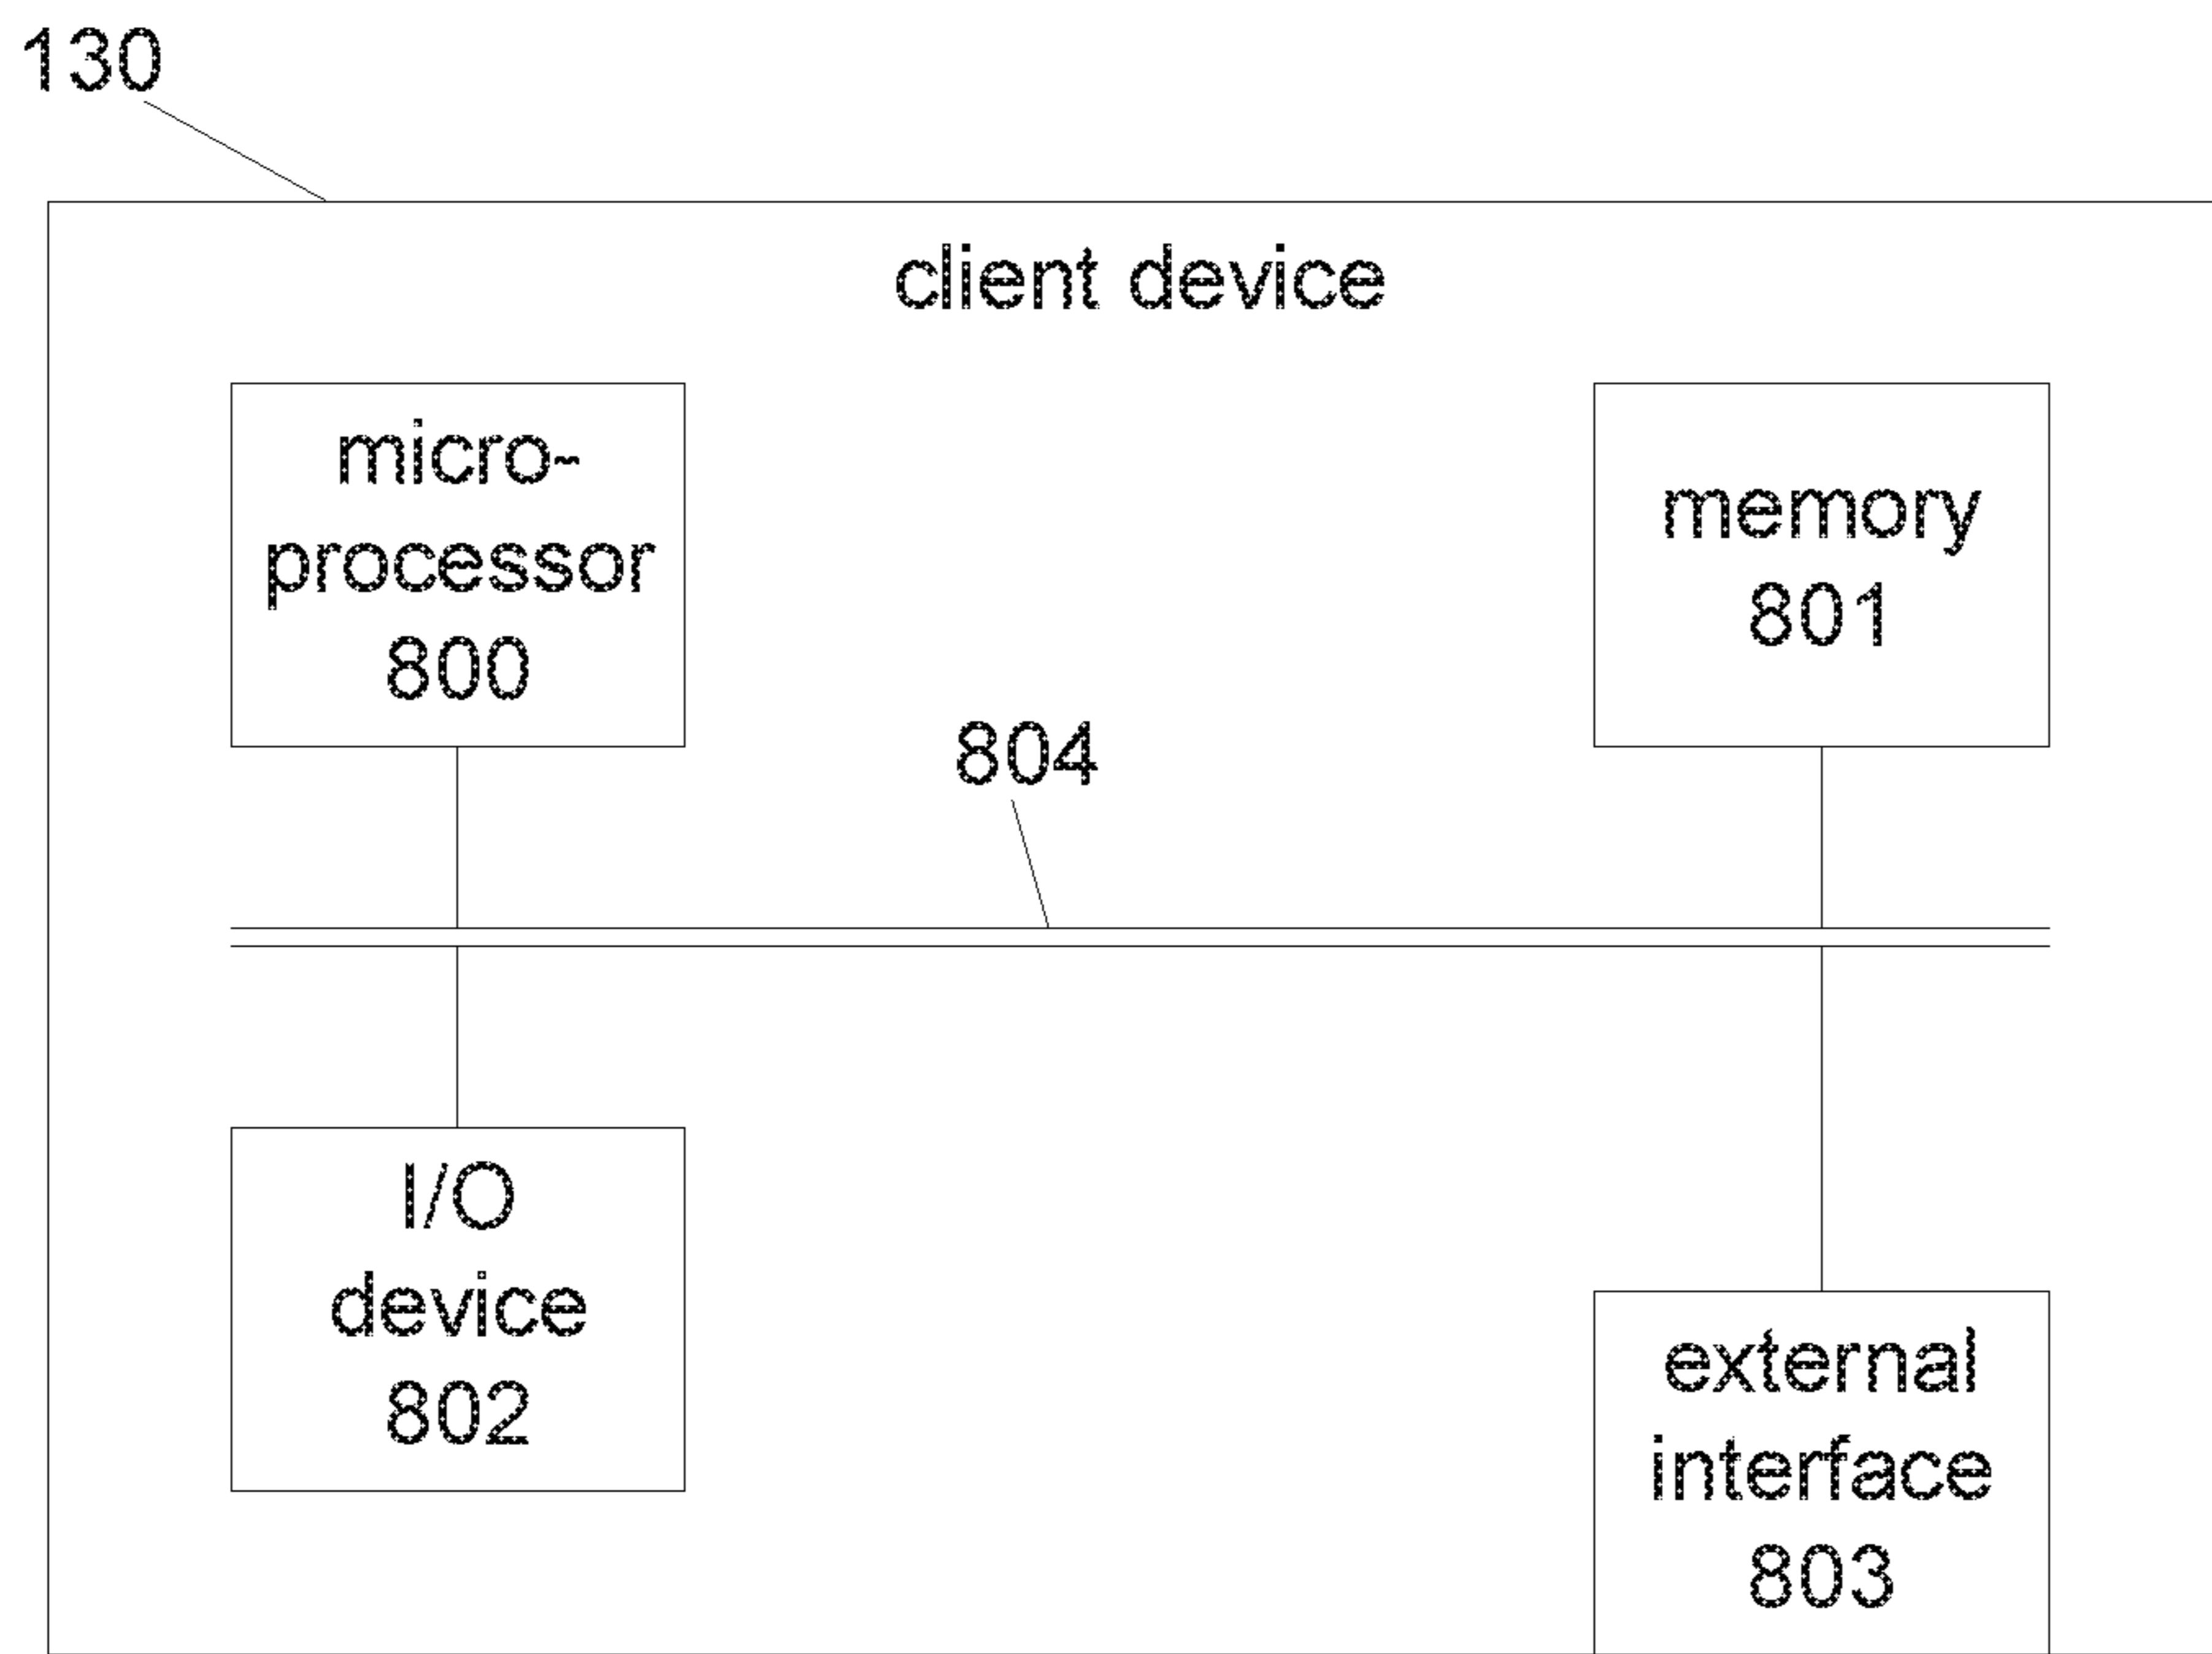 130
client device
micro-
processor
800
memory
801
804
I/O
device
802
external
interface
803